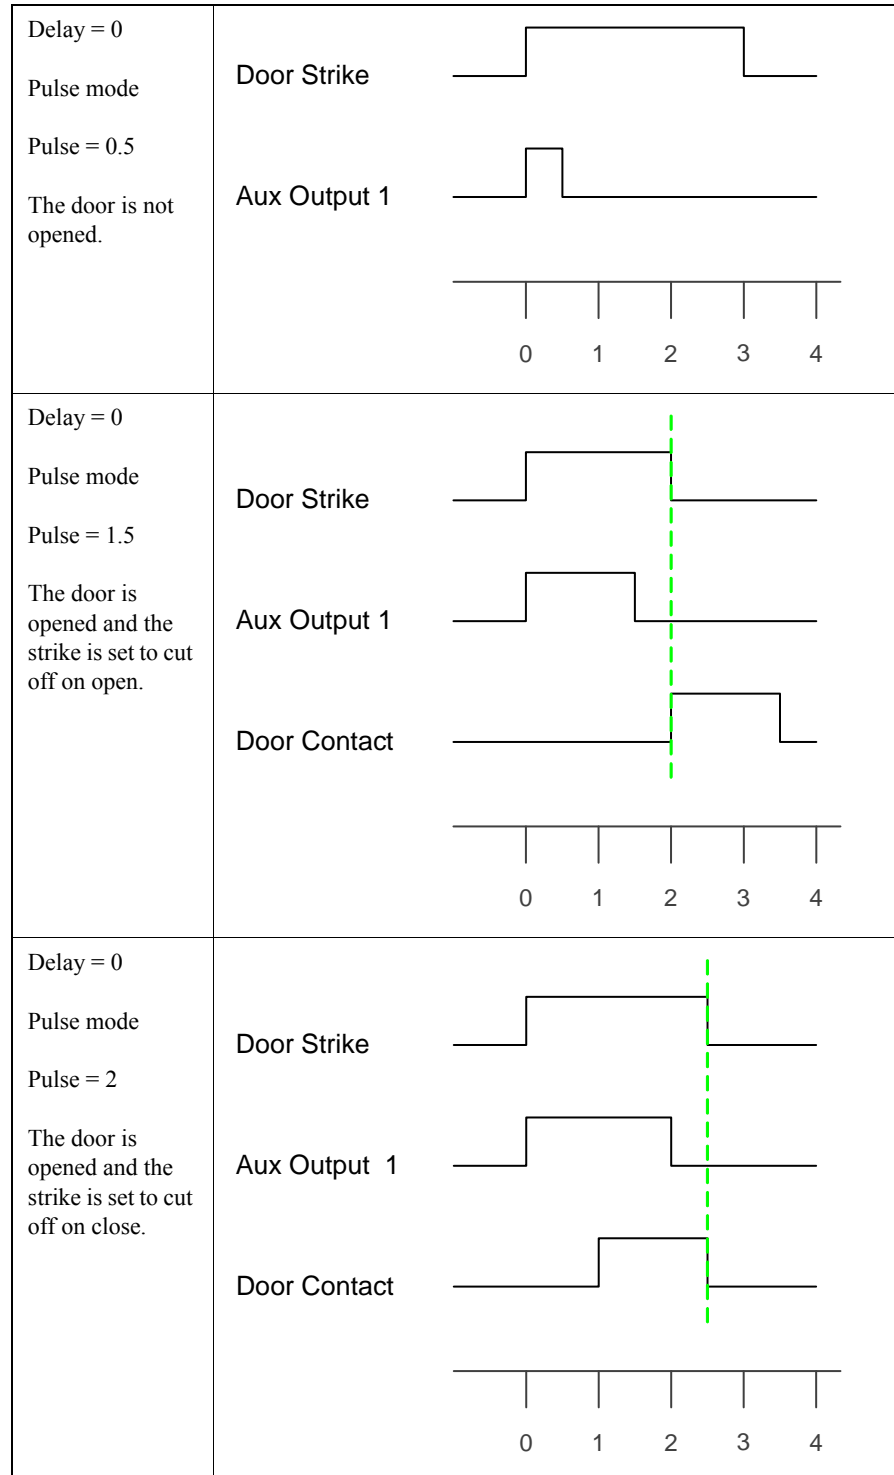 Delay = 0
Pulse mode
Pulse = 0.5
The door is not
opened.
Door Strike
Aux Output 1
0 1 2 3 4
Delay = 0
Pulse mode
Pulse = 1.5
The door is
opened and the
strike is set to cut
off on open.
Door Strike
Aux Output 1
Door Contact
0 1 2 3 4
Delay = 0
Pulse mode
Pulse = 2
The door is
opened and the
strike is set to cut
off on close.
Door Strike
Aux Output  1
Door Contact
0 1 2 3 4